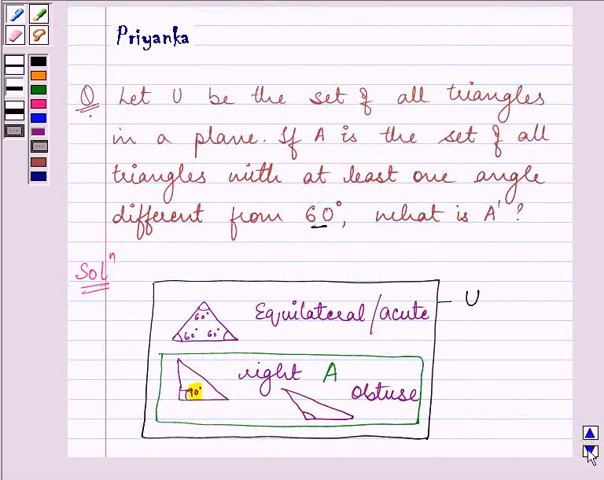 Priyanka
Q Let U be the set of all triangles
in a plane. If A is the set of all
triangles with at least one angle
different from 60°, what is A' ?
Solⁿ
U
60° Equilateral/acute
60° 60°
right A
90° obtuse